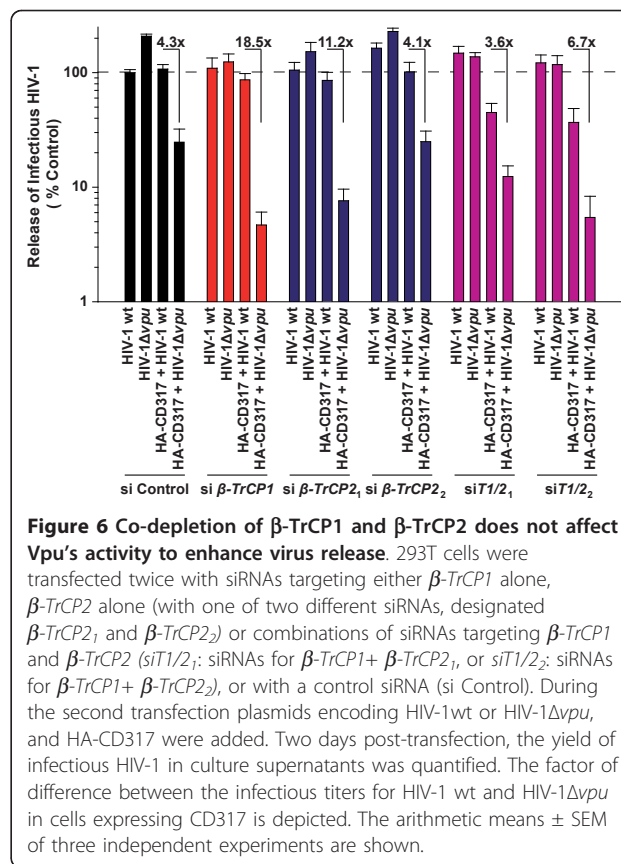 Release of Infectious HIV-1
( % Control)
100
10
1
4.3x
18.5x
11.2x
4.1x
3.6x
6.7x
HIV-1 wt
HIV-1Δvpu
HA-CD317 + HIV-1 wt
HA-CD317 + HIV-1Δvpu
HIV-1 wt
HIV-1Δvpu
HA-CD317 + HIV-1 wt
HA-CD317 + HIV-1Δvpu
HIV-1 wt
HIV-1Δvpu
HA-CD317 + HIV-1 wt
HA-CD317 + HIV-1Δvpu
HIV-1 wt
HIV-1Δvpu
HA-CD317 + HIV-1 wt
HA-CD317 + HIV-1Δvpu
HIV-1 wt
HIV-1Δvpu
HA-CD317 + HIV-1 wt
HA-CD317 + HIV-1Δvpu
HIV-1 wt
HIV-1Δvpu
HA-CD317 + HIV-1 wt
HA-CD317 + HIV-1Δvpu
si Control
si β-TrCP1
si β-TrCP2₁
si β-TrCP2₂
siT1/2₁
siT1/2₂
Figure 6 Co-depletion of β-TrCP1 and β-TrCP2 does not affect
Vpu's activity to enhance virus release. 293T cells were
transfected twice with siRNAs targeting either β-TrCP1 alone,
β-TrCP2 alone (with one of two different siRNAs, designated
β-TrCP2₁ and β-TrCP2₂) or combinations of siRNAs targeting β-TrCP1
and β-TrCP2 (siT1/2₁: siRNAs for β-TrCP1+ β-TrCP2₁, or siT1/2₂: siRNAs
for β-TrCP1+ β-TrCP2₂), or with a control siRNA (si Control). During
the second transfection plasmids encoding HIV-1wt or HIV-1Δvpu,
and HA-CD317 were added. Two days post-transfection, the yield of
infectious HIV-1 in culture supernatants was quantified. The factor of
difference between the infectious titers for HIV-1 wt and HIV-1Δvpu
in cells expressing CD317 is depicted. The arithmetic means ± SEM
of three independent experiments are shown.